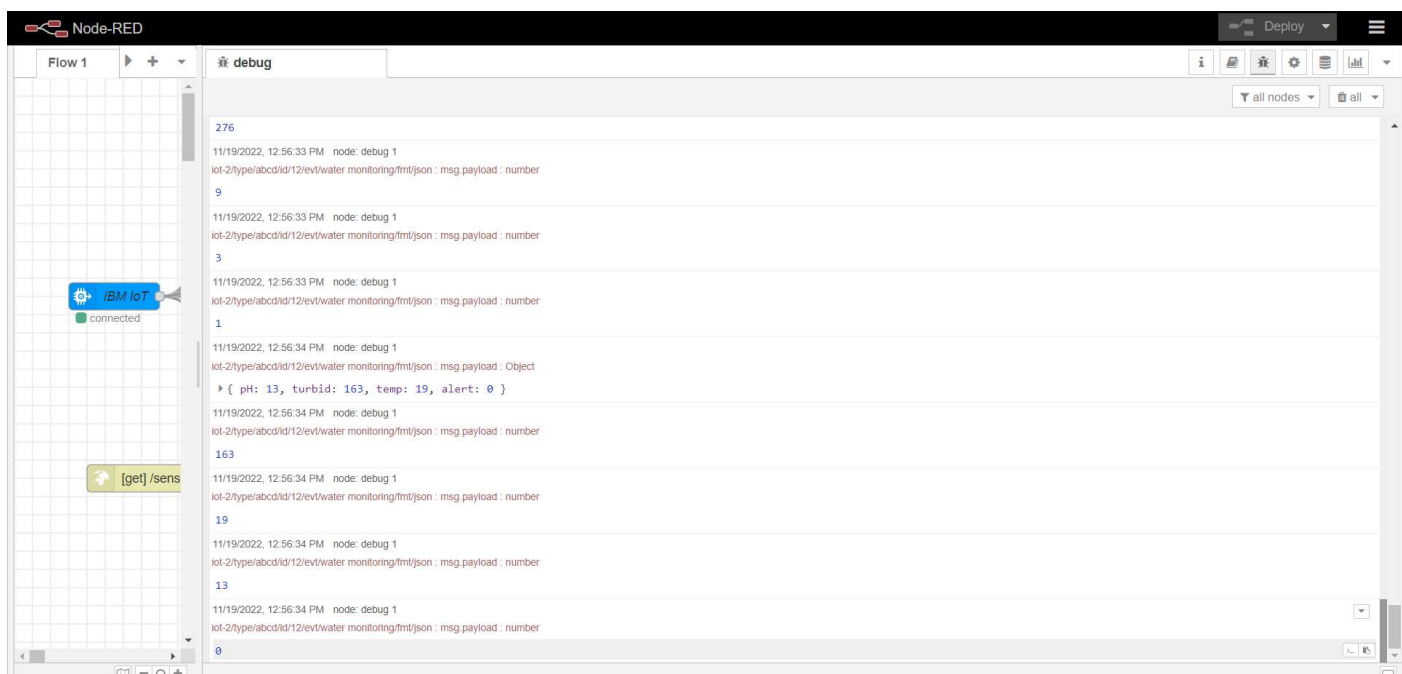 Node-RED
Deploy
Flow 1
debug
i
all nodes
all
276
11/19/2022, 12:56:33 PM node: debug 1
iot-2/type/abcd/id/12/evt/water monitoring/fmt/json : msg.payload : number
9
11/19/2022, 12:56:33 PM node: debug 1
iot-2/type/abcd/id/12/evt/water monitoring/fmt/json : msg.payload : number
3
11/19/2022, 12:56:33 PM node: debug 1
iot-2/type/abcd/id/12/evt/water monitoring/fmt/json : msg.payload : number
1
IBM IoT
connected
11/19/2022, 12:56:34 PM node: debug 1
iot-2/type/abcd/id/12/evt/water monitoring/fmt/json : msg.payload : Object
{ pH: 13, turbid: 163, temp: 19, alert: 0 }
11/19/2022, 12:56:34 PM node: debug 1
iot-2/type/abcd/id/12/evt/water monitoring/fmt/json : msg.payload : number
163
[get] /sens
11/19/2022, 12:56:34 PM node: debug 1
iot-2/type/abcd/id/12/evt/water monitoring/fmt/json : msg.payload : number
19
11/19/2022, 12:56:34 PM node: debug 1
iot-2/type/abcd/id/12/evt/water monitoring/fmt/json : msg.payload : number
13
11/19/2022, 12:56:34 PM node: debug 1
iot-2/type/abcd/id/12/evt/water monitoring/fmt/json : msg.payload : number
0